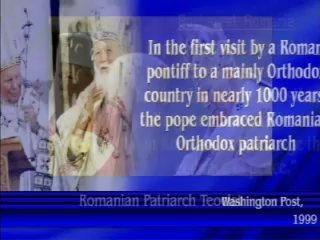 In the first visit by a Roman
pontiff to a mainly Orthodox
country in nearly 1000 years
the pope embraced Romania
Orthodox patriarch
Romanian Patriarch Teoc
Washington Post,
1999